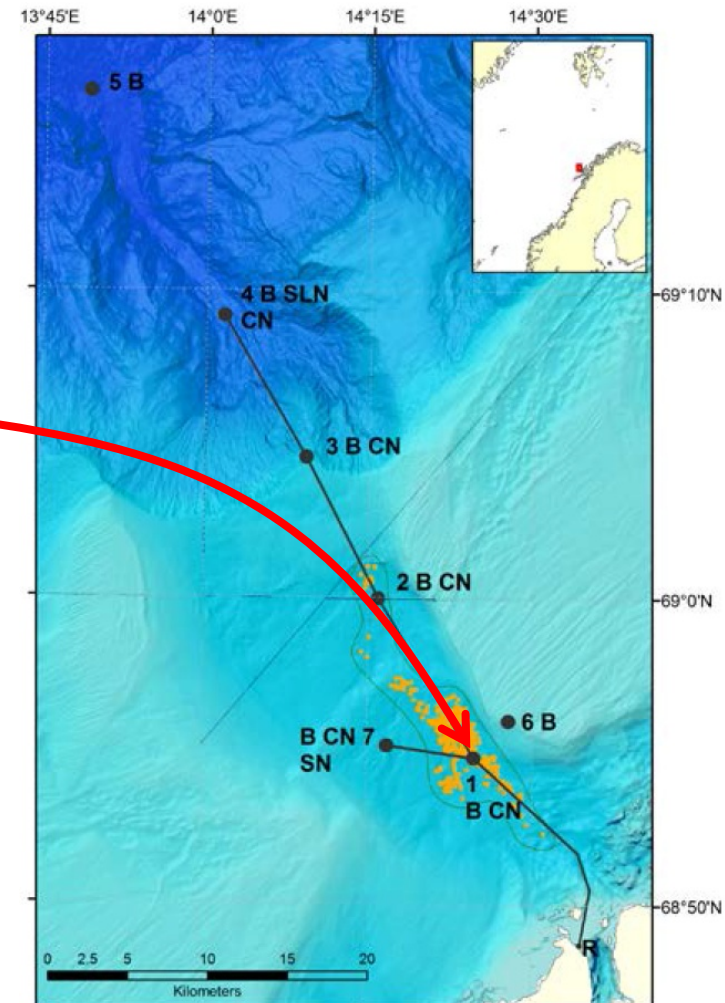 13°45'E
14°0'E
14°15'E
14°30'E
5 B
4 B SLN
CN
69°10'N
3 B CN
2 B CN
69°0'N
6 B
B CN 7
SN
1
B CN
68°50'N
R
0 2.5 5 10 15 20
Kilometers